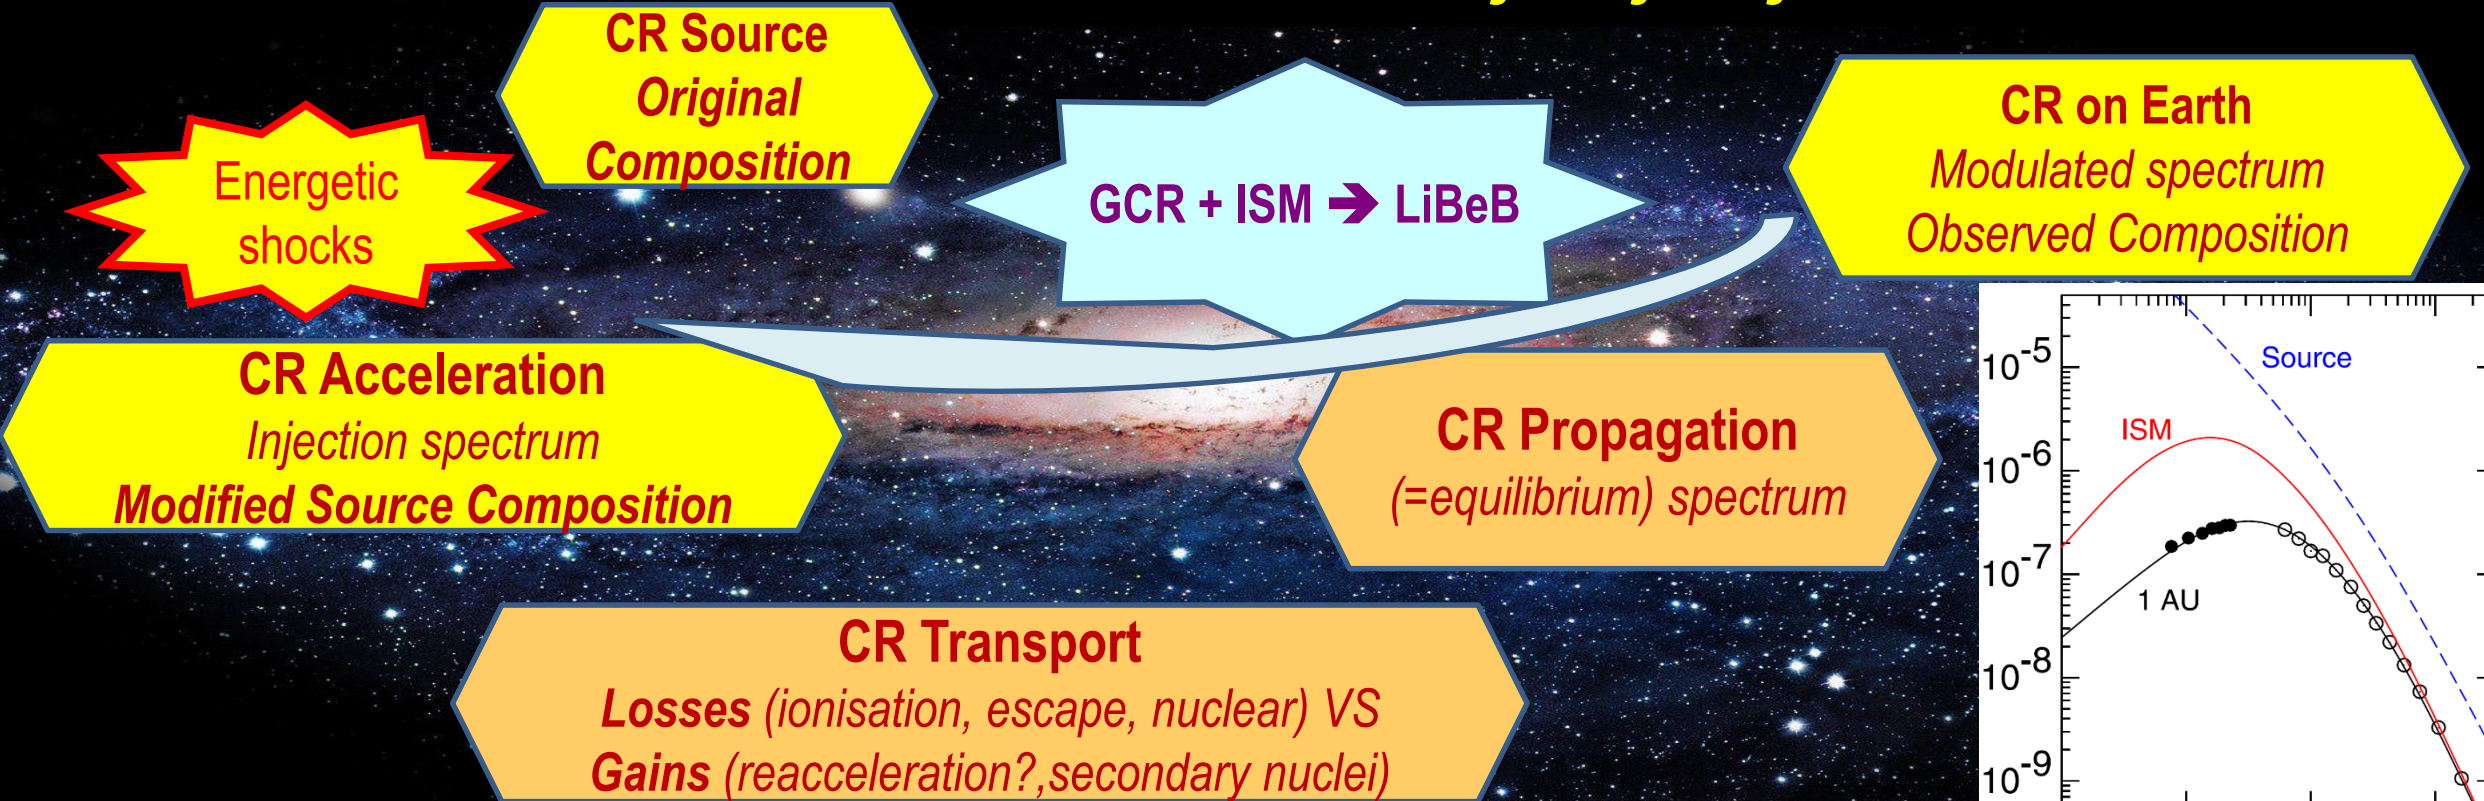 CR Source
Original
Composition
Energetic
shocks
GCR + ISM ➔ LiBeB
CR on Earth
Modulated spectrum
Observed Composition
CR Acceleration
Injection spectrum
Modified Source Composition
CR Propagation
(=equilibrium) spectrum
CR Transport
Losses (ionisation, escape, nuclear) VS
Gains (reacceleration?,secondary nuclei)
10-5
Source
ISM
10-6
10-7
1 AU
10-8
10-9